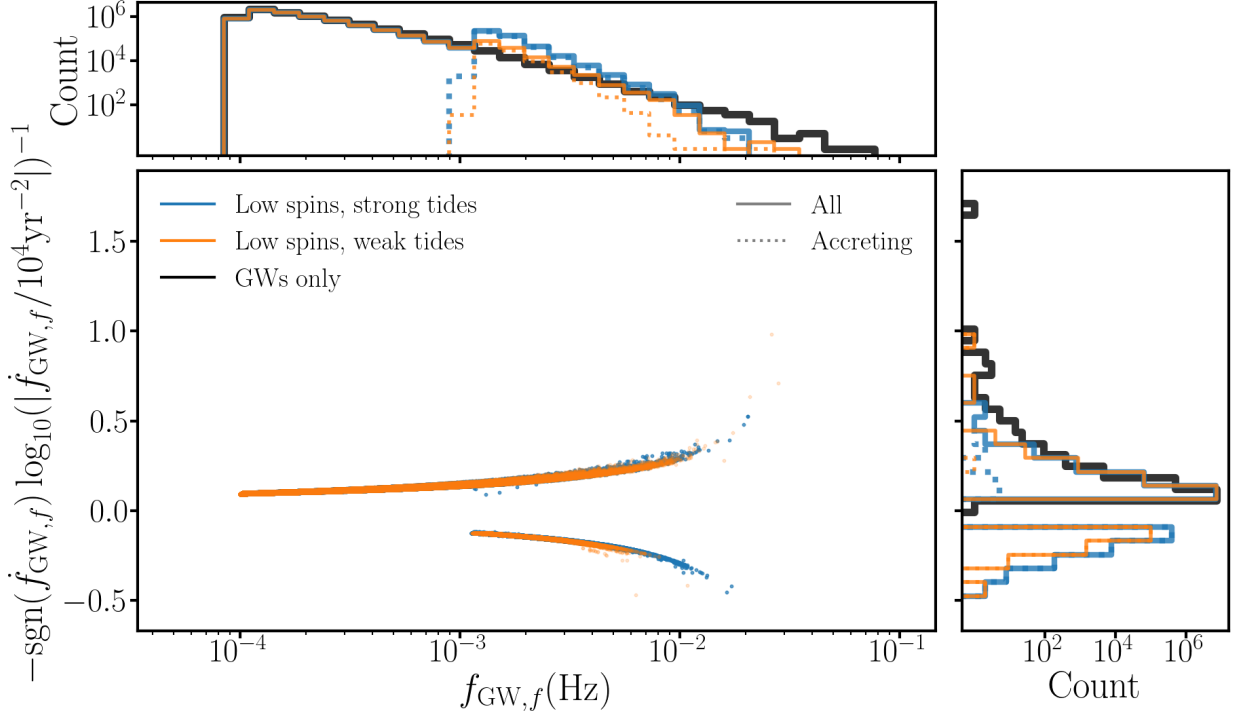 10^6
10^4
10^2
Count
−sgn(ḟ_GW,f) log_10(|ḟ_GW,f/10^4yr^−2|)^−1
Low spins, strong tides
Low spins, weak tides
GWs only
All
Accreting
1.5
1.0
0.5
0.0
−0.5
10^−4 10^−3 10^−2 10^−1
f_GW,f(Hz)
10^2 10^4 10^6
Count